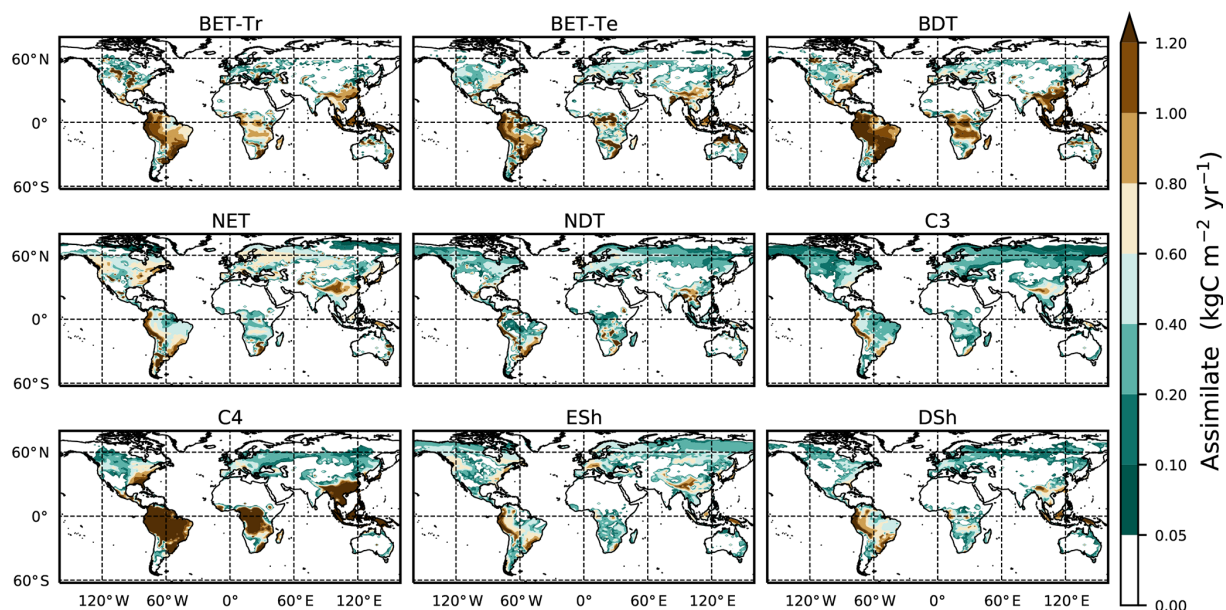 BET-Tr BET-Te BDT
60°N
0°
60°S
NET NDT C3
60°N
0°
60°S
C4 ESh DSh
60°N
0°
60°S
120°W 60°W 0° 60°E 120°E 120°W 60°W 0° 60°E 120°E 120°W 60°W 0° 60°E 120°E
1.20
1.00
0.80
0.60
0.40
0.20
0.10
0.05
0.00
Assimilate (kgC m⁻² yr⁻¹)